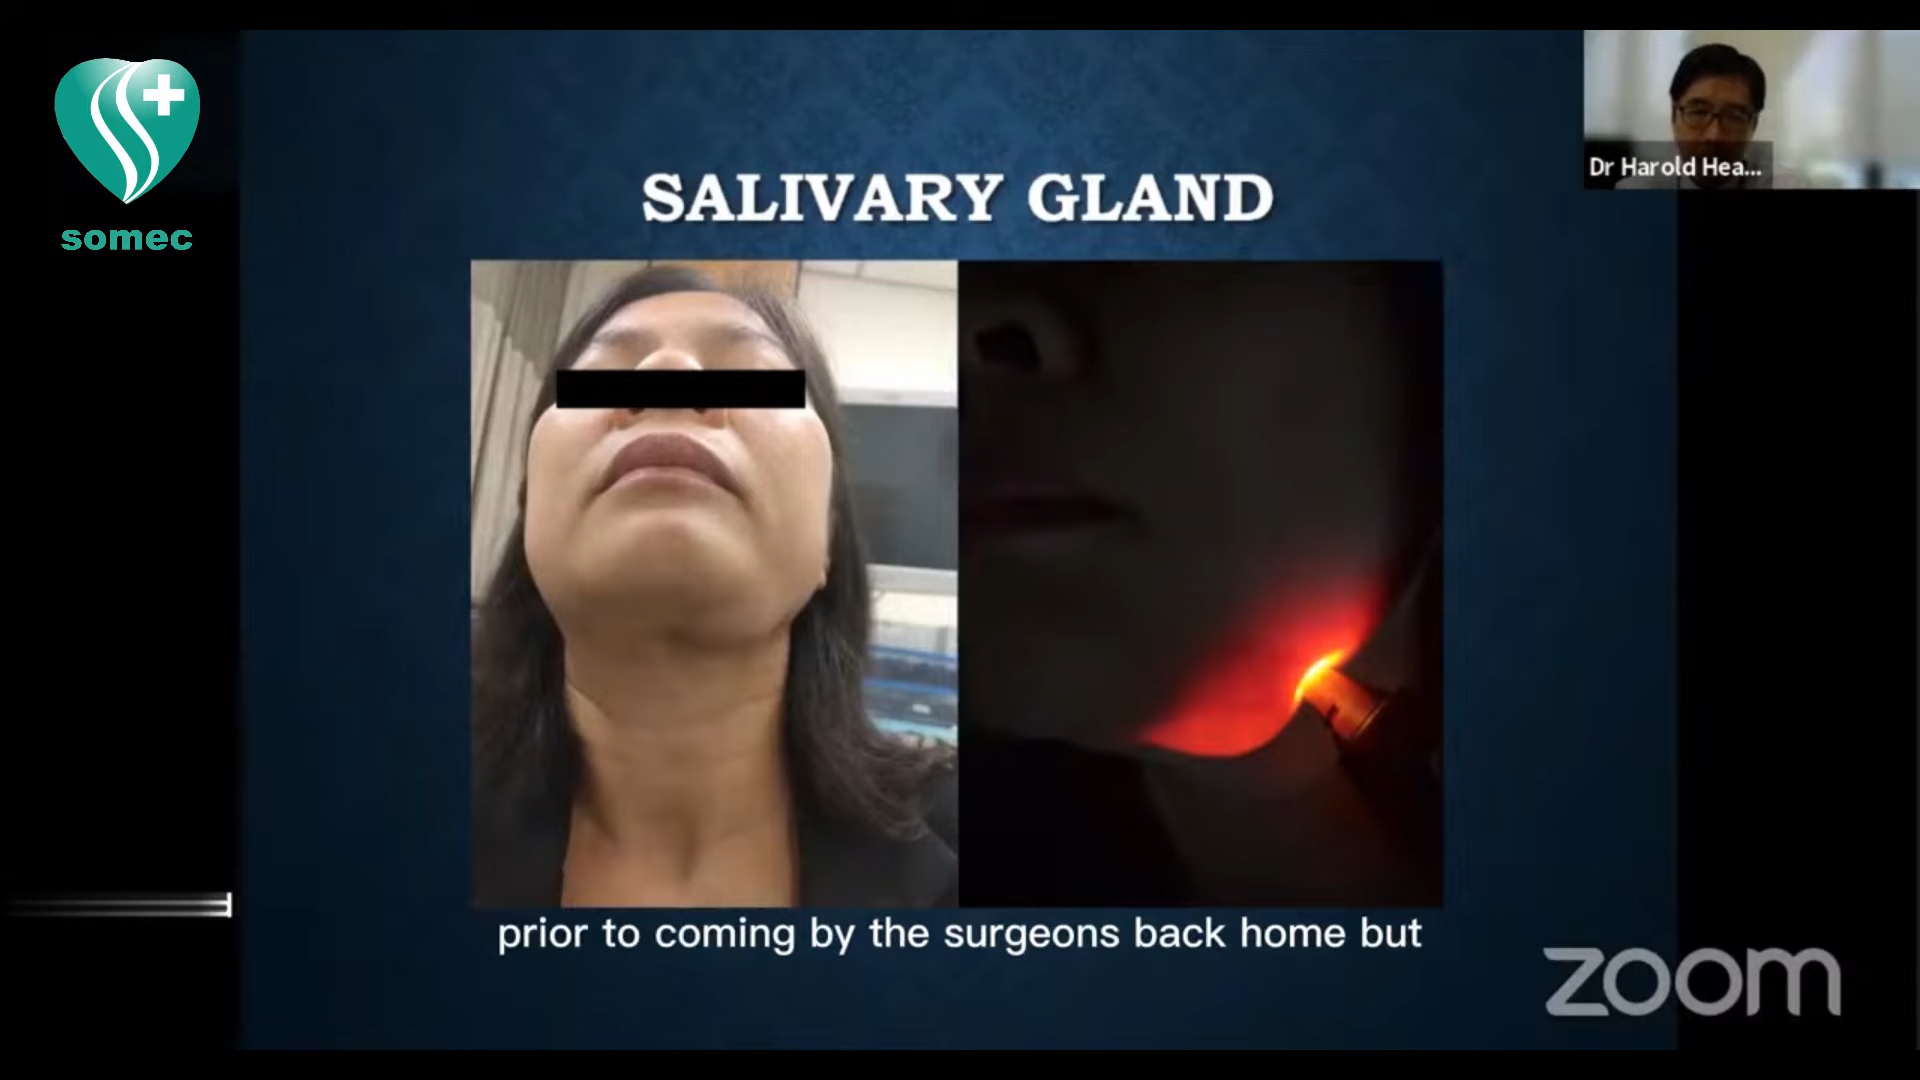 somec
Dr Harold Hea...
SALIVARY GLAND
prior to coming by the surgeons back home but
zoom